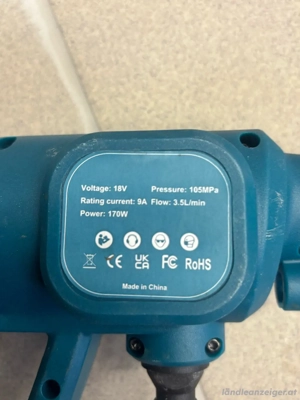 Voltage: 18V Pressure: 105MPa
Rating current: 9A Flow: 3.5L/min
Power: 170W
CE UK CA FC RoHS
Made in China
ländleanzeiger.at